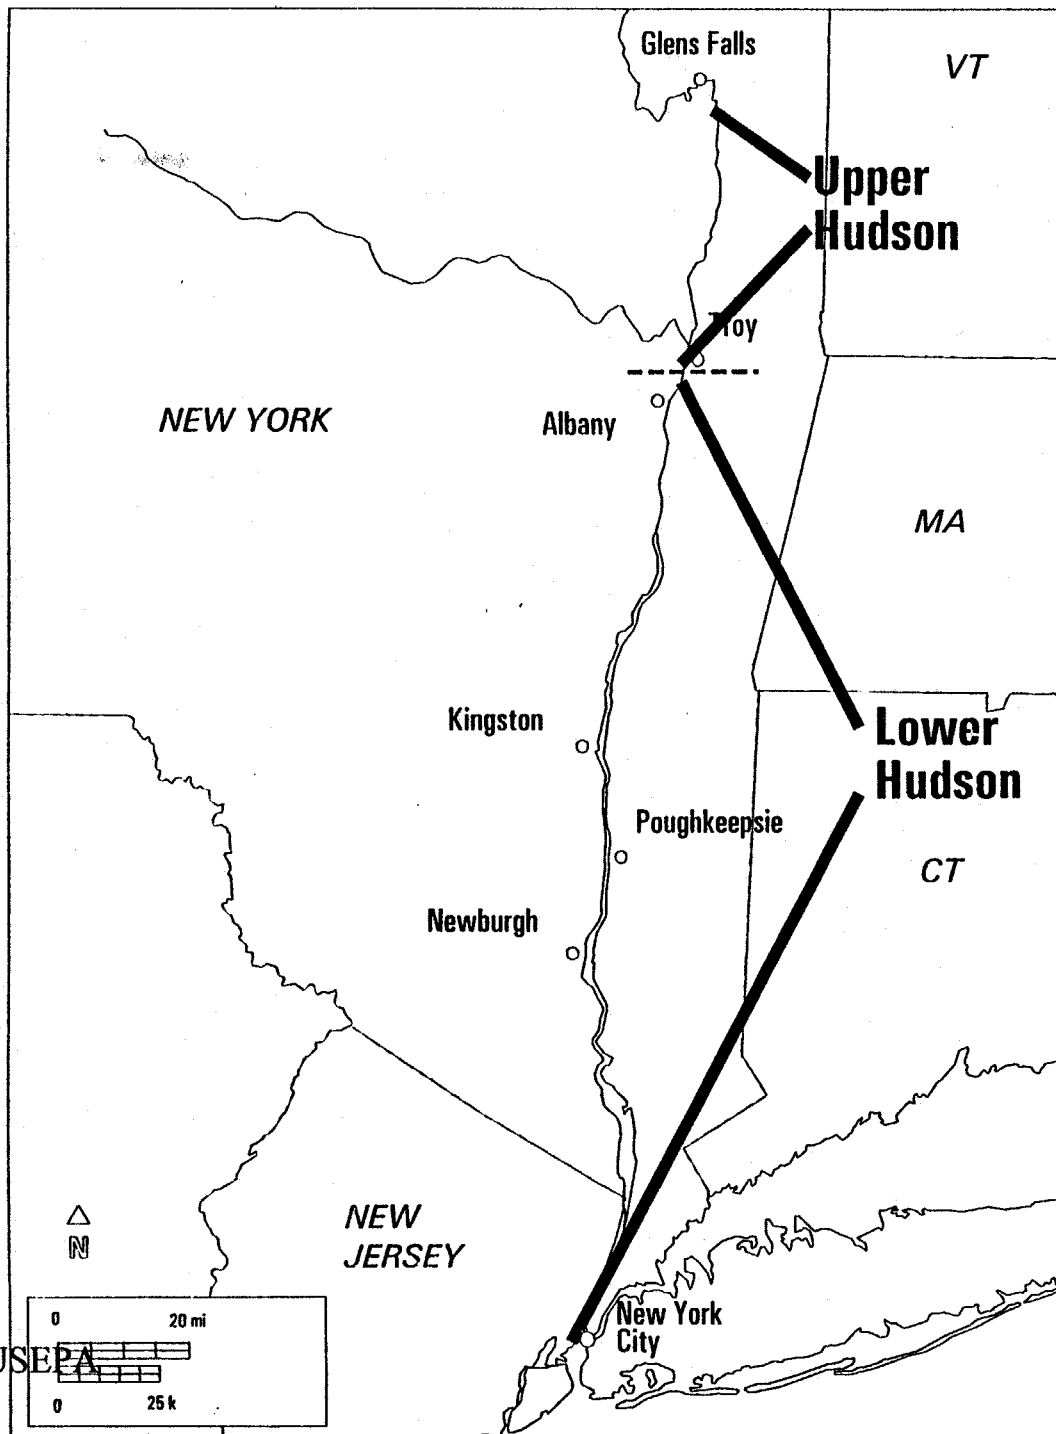 Glens Falls
VT
Upper
Hudson
Troy
NEW YORK
Albany
MA
Kingston
Lower
Hudson
Poughkeepsie
CT
Newburgh
NEW
JERSEY
N
0 20 mi
USEPA
0 25 k
New York
City